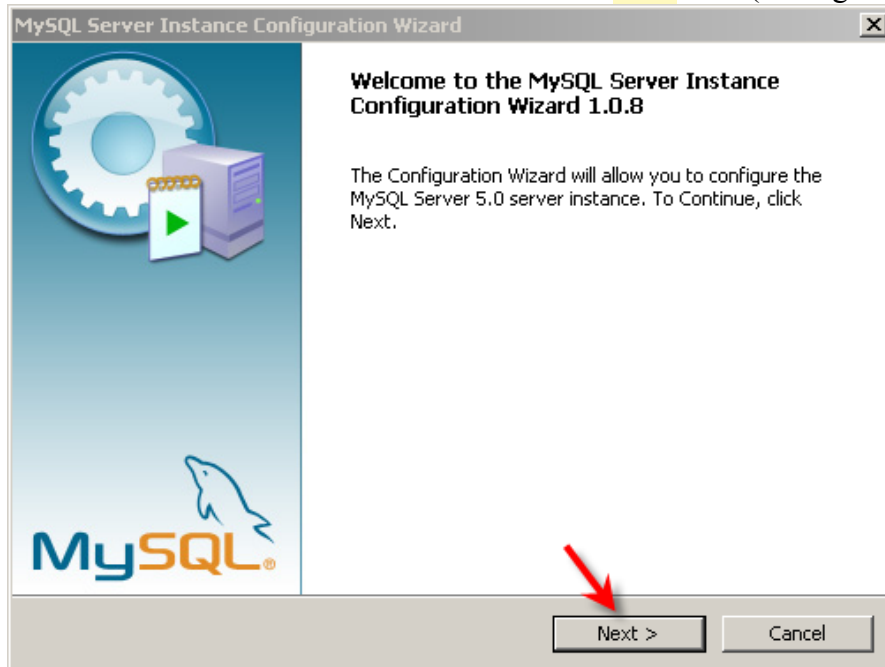 MySQL Server Instance Configuration Wizard
Welcome to the MySQL Server Instance
Configuration Wizard 1.0.8
The Configuration Wizard will allow you to configure the
MySQL Server 5.0 server instance. To Continue, click
Next.
MySQL®
Next >
Cancel